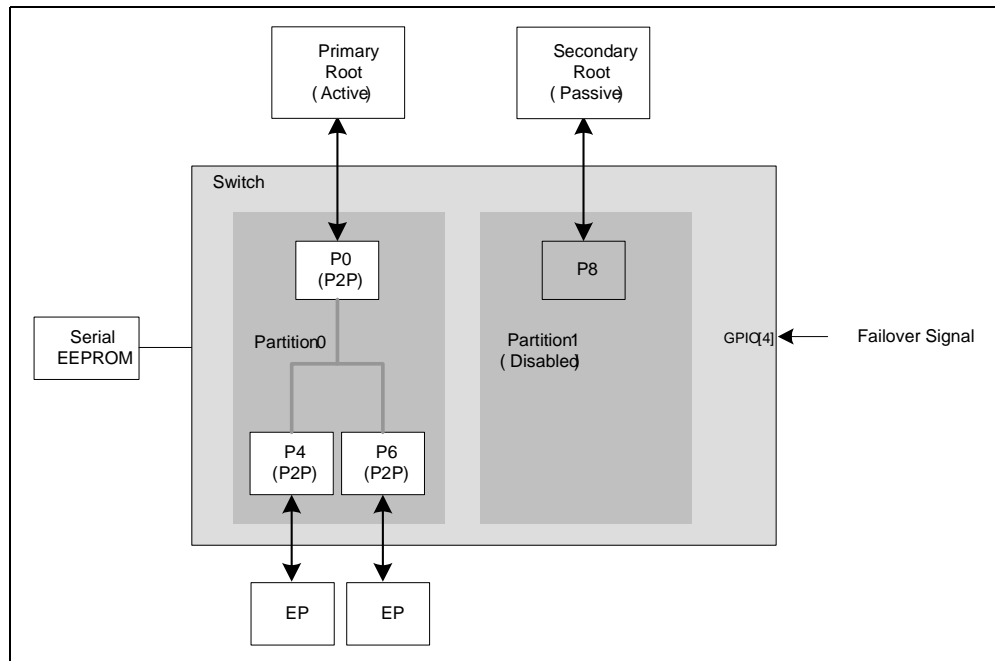 Primary
Root
( Active)
Secondary
Root
( Passive)
Switch
P0
(P2P)
P8
Serial
EEPROM
Partition0
Partition1
( Disabled)
GPIO[4]
Failover Signal
P4
(P2P)
P6
(P2P)
EP
EP